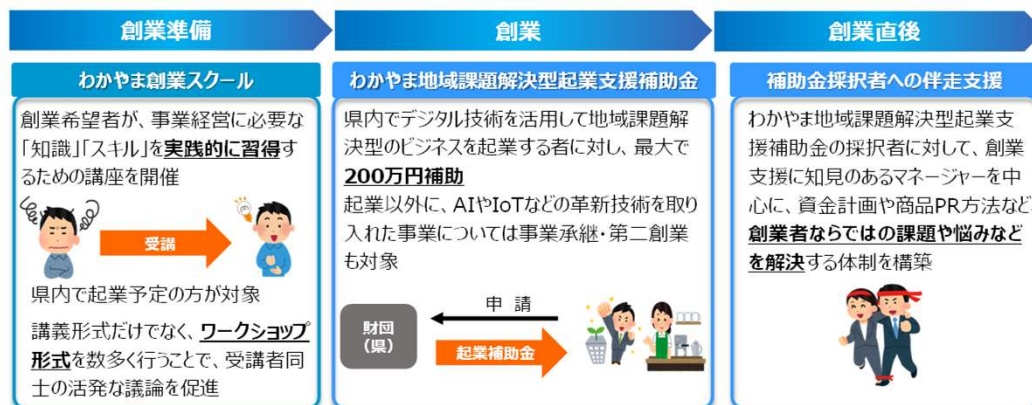 創業準備
創業
創業直後
わかやま創業スクール
創業希望者が、事業経営に必要な
「知識」「スキル」を実践的に習得す
るための講座を開催
受講
県内で起業予定の方が対象
講義形式だけでなく、ワークショップ
形式を数多く行うことで、受講者同
士の活発な議論を促進
わかやま地域課題解決型起業支援補助金
県内でデジタル技術を活用して地域課題解
決型のビジネスを起業する者に対し、最大で
200万円補助
起業以外に、AIやIoTなどの革新技術を取り
入れた事業については事業承継・第二創業
も対象
財団
（県）
申 請
起業補助金
補助金採択者への伴走支援
わかやま地域課題解決型起業支
援補助金の採択者に対して、創業
支援に知見のあるマネージャーを中
心に、資金計画や商品PR方法など
創業者ならではの課題や悩みなど
を解決する体制を構築